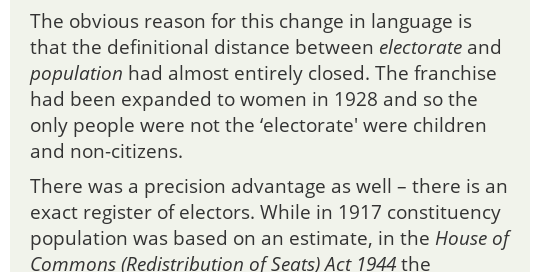 The obvious reason for this change in language is
that the definitional distance between electorate and
population had almost entirely closed. The franchise
had been expanded to women in 1928 and so the
only people were not the ‘electorate' were children
and non-citizens.
There was a precision advantage as well – there is an
exact register of electors. While in 1917 constituency
population was based on an estimate, in the House of
Commons (Redistribution of Seats) Act 1944 the